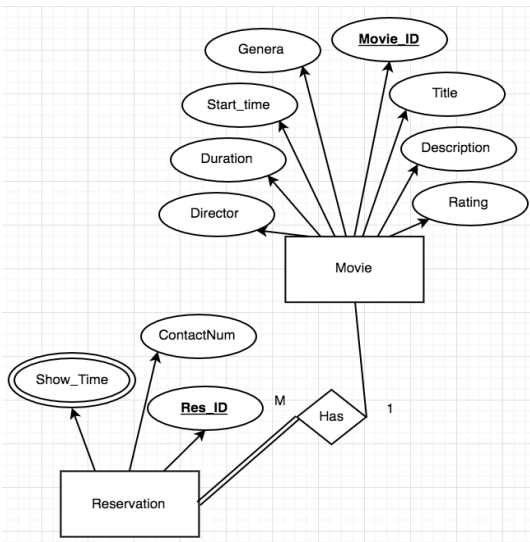 Genera
Movie_ID
Start_time
Title
Duration
Description
Director
Rating
Movie
ContactNum
Show_Time
Res_ID
M
Has
1
Reservation